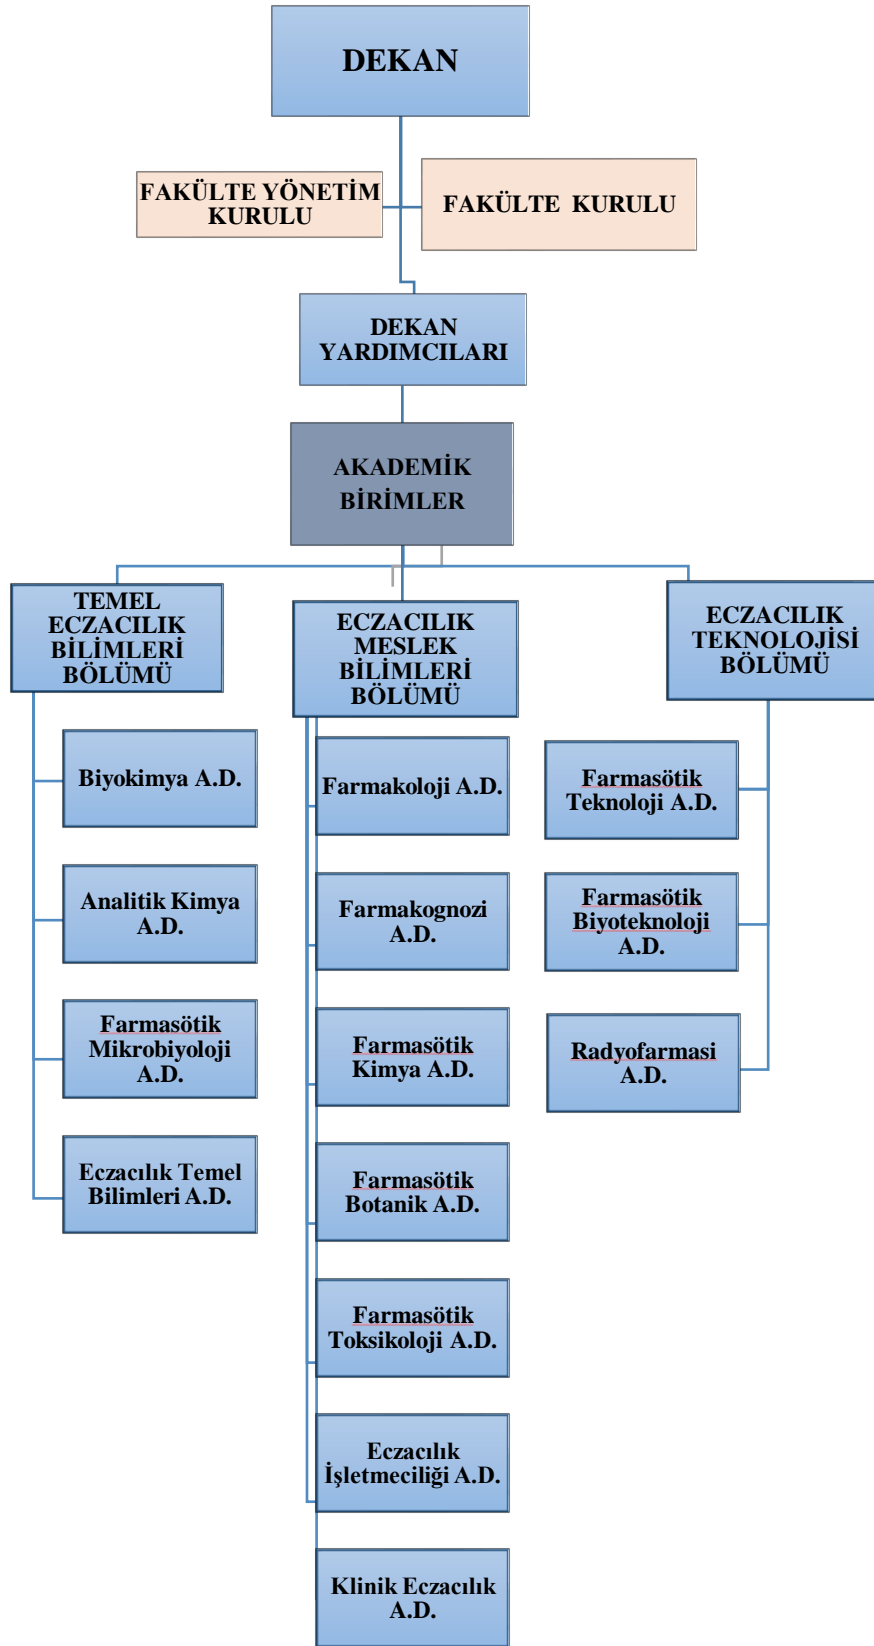 DEKAN
FAKÜLTE YÖNETİM
KURULU
FAKÜLTE KURULU
DEKAN
YARDIMCILARI
AKADEMİK
BİRİMLER
TEMEL
ECZACILIK
BİLİMLERİ
BÖLÜMÜ
Biyokimya A.D.
Analitik Kimya
A.D.
Farmasötik
Mikrobiyoloji
A.D.
Eczacılık Temel
Bilimleri A.D.
ECZACILIK
MESLEK
BİLİMLERİ
BÖLÜMÜ
Farmakoloji A.D.
Farmakognozi
A.D.
Farmasötik
Kimya A.D.
Farmasötik
Botanik A.D.
Farmasötik
Toksikoloji A.D.
Eczacılık
İşletmeciliği A.D.
Klinik Eczacılık
A.D.
ECZACILIK
TEKNOLOJİSİ
BÖLÜMÜ
Farmasötik
Teknoloji A.D.
Farmasötik
Biyoteknoloji
A.D.
Radyofarmasi
A.D.